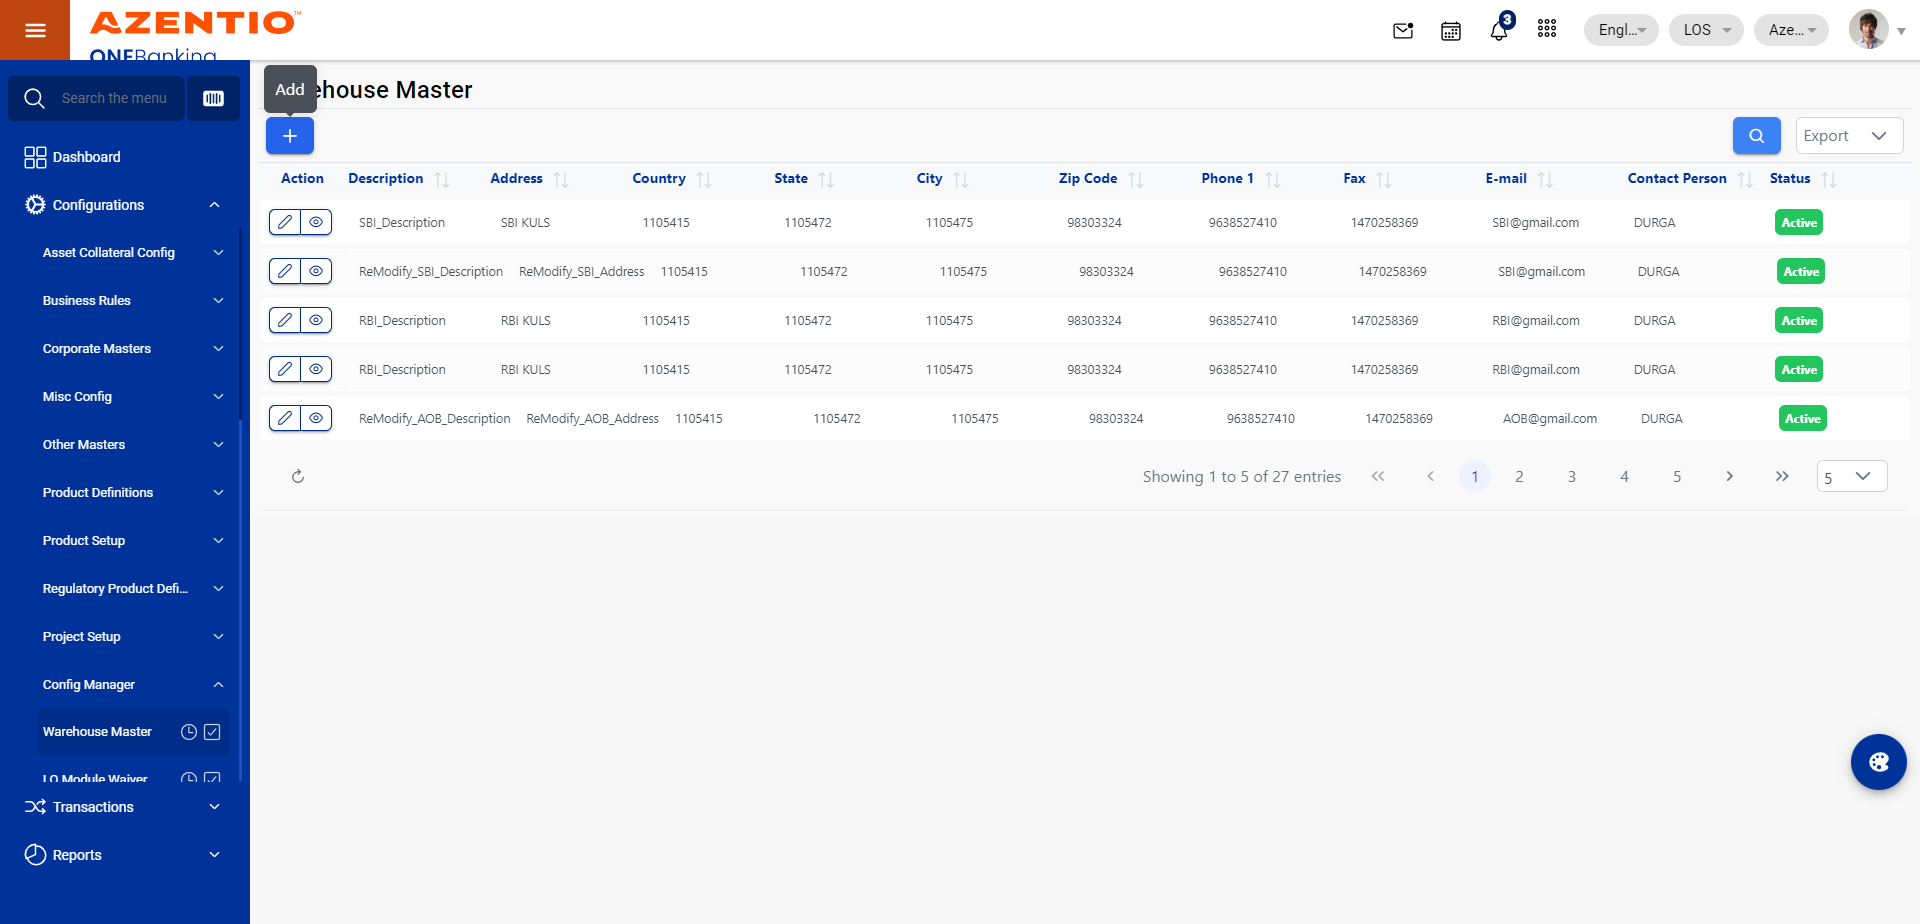 AZENTIO™
ONEBanking
3
Engl...
LOS
Aze...
Search the menu
Dashboard
Configurations
Asset Collateral Config
Business Rules
Corporate Masters
Misc Config
Other Masters
Product Definitions
Product Setup
Regulatory Product Defi...
Project Setup
Config Manager
Warehouse Master
LO Module Waiver
Transactions
Reports
Add
ehouse Master
Export
Action Description Address Country State City Zip Code Phone 1 Fax E-mail Contact Person Status
SBI_Description SBI KULS 1105415 1105472 1105475 98303324 9638527410 1470258369 SBI@gmail.com DURGA Active
ReModify_SBI_Description ReModify_SBI_Address 1105415 1105472 1105475 98303324 9638527410 1470258369 SBI@gmail.com DURGA Active
RBI_Description RBI KULS 1105415 1105472 1105475 98303324 9638527410 1470258369 RBI@gmail.com DURGA Active
RBI_Description RBI KULS 1105415 1105472 1105475 98303324 9638527410 1470258369 RBI@gmail.com DURGA Active
ReModify_AOB_Description ReModify_AOB_Address 1105415 1105472 1105475 98303324 9638527410 1470258369 AOB@gmail.com DURGA Active
Showing 1 to 5 of 27 entries 1 2 3 4 5 5